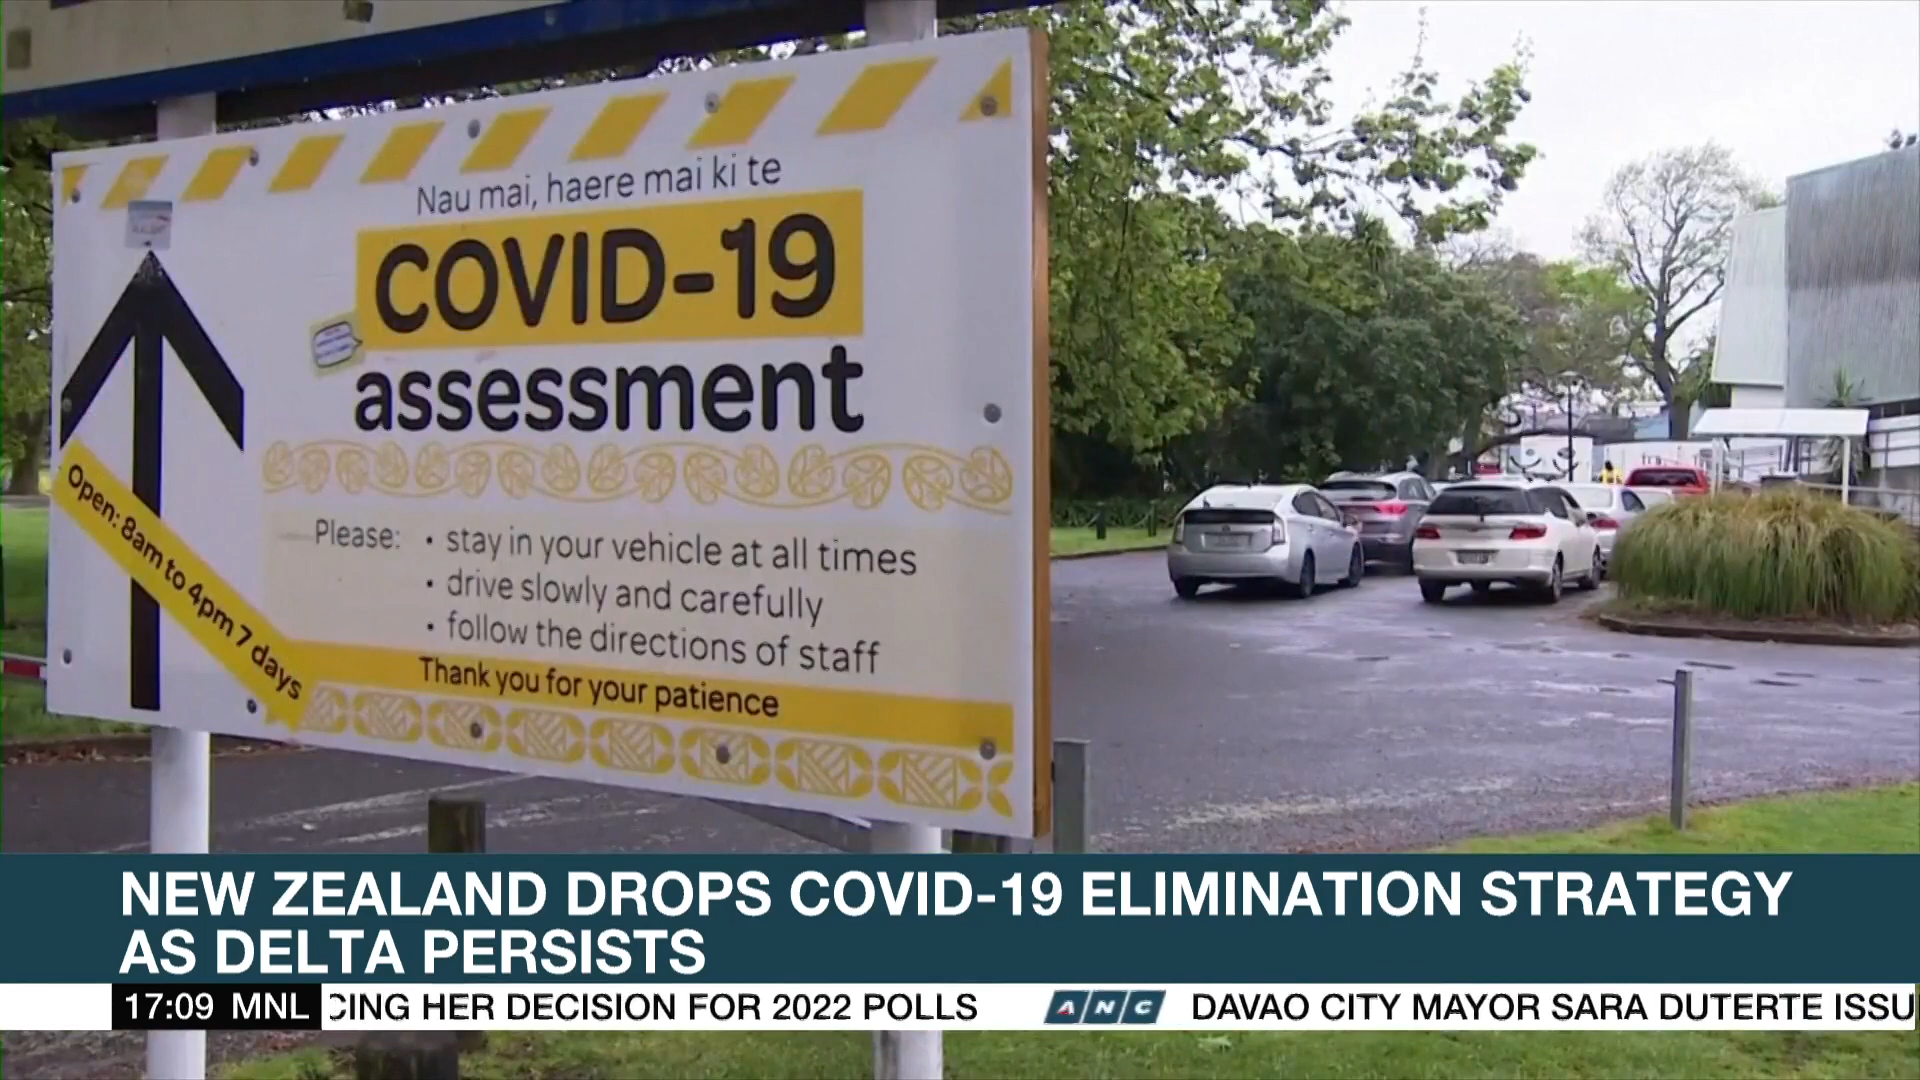 Nau mai, haere mai ki te
COVID-19
assessment
Open: 8am to 4pm 7 days
Please: • stay in your vehicle at all times
• drive slowly and carefully
• follow the directions of staff
Thank you for your patience
NEW ZEALAND DROPS COVID-19 ELIMINATION STRATEGY
AS DELTA PERSISTS
17:09 MNL CING HER DECISION FOR 2022 POLLS ANC DAVAO CITY MAYOR SARA DUTERTE ISSU